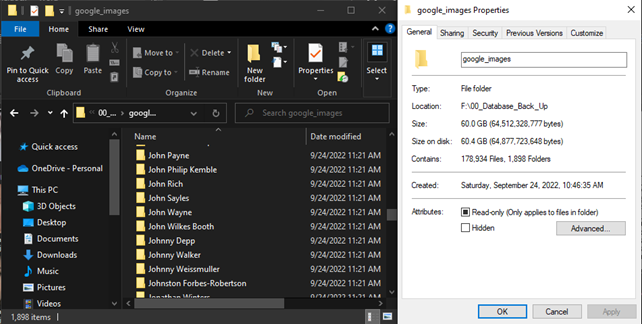 google_images
File
Home
Share
View
Pin to Quick access
Copy
Paste
Clipboard
Move to
Copy to
Delete
Rename
Organize
New folder
New
Properties
Open
Select
00_...
googl...
Search google_images
Name
Date modified
Quick access
OneDrive - Personal
This PC
3D Objects
Desktop
Documents
Downloads
Music
Pictures
Videos
John Payne 9/24/2022 11:21 AM
John Philip Kemble 9/24/2022 11:21 AM
John Rich 9/24/2022 11:21 AM
John Sayles 9/24/2022 11:21 AM
John Wayne 9/24/2022 11:21 AM
John Wilkes Booth 9/24/2022 11:21 AM
Johnny Depp 9/24/2022 11:21 AM
Johnny Walker 9/24/2022 11:21 AM
Johnny Weissmuller 9/24/2022 11:21 AM
Johnston Forbes-Robertson 9/24/2022 11:21 AM
Jonathan Winters 9/24/2022 11:21 AM
1,898 items
google_images Properties
General
Sharing
Security
Previous Versions
Customize
google_images
Type: File folder
Location: F:\00_Database_Back_Up
Size: 60.0 GB (64,512,328,777 bytes)
Size on disk: 60.4 GB (64,877,723,648 bytes)
Contains: 178,934 Files, 1,898 Folders
Created: Saturday, September 24, 2022, 10:46:35 AM
Attributes: Read-only (Only applies to files in folder)
Hidden
Advanced...
OK
Cancel
Apply